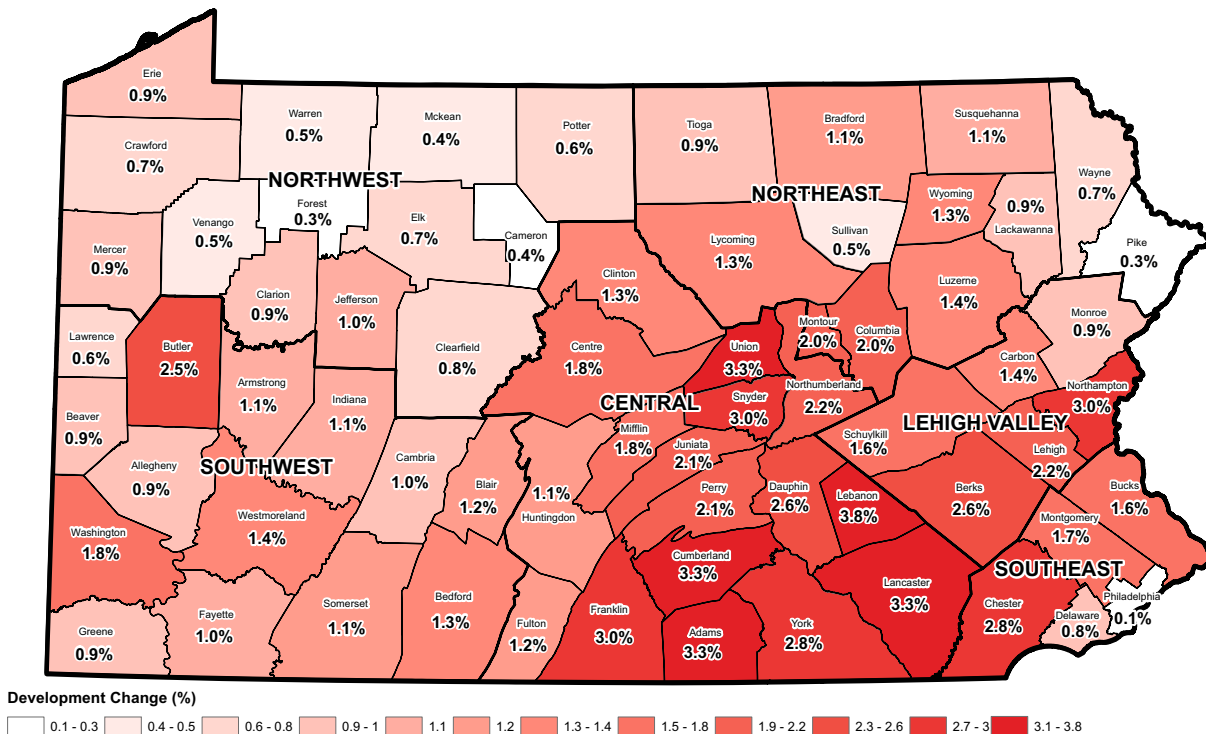 Erie
0.9%
Warren
0.5%
Mckean
0.4%
Potter
0.6%
Tioga
0.9%
Bradford
1.1%
Susquehanna
1.1%
Crawford
0.7%
Wayne
0.7%
NORTHWEST
NORTHEAST
Forest
0.3%
Venango
0.5%
Elk
0.7%
Cameron
0.4%
Wyoming
1.3%
0.9%
Lackawanna
Sullivan
0.5%
Lycoming
1.3%
Pike
0.3%
Mercer
0.9%
Clarion
0.9%
Jefferson
1.0%
Clinton
1.3%
Luzerne
1.4%
Monroe
0.9%
Lawrence
0.6%
Butler
2.5%
Clearfield
0.8%
Centre
1.8%
Union
3.3%
Montour
2.0%
Columbia
2.0%
Carbon
1.4%
Northampton
3.0%
Armstrong
1.1%
Indiana
1.1%
CENTRAL
Snyder
3.0%
Northumberland
2.2%
LEHIGH VALLEY
Beaver
0.9%
Mifflin
1.8%
Juniata
2.1%
Schuylkill
1.6%
Lehigh
2.2%
Allegheny
0.9%
SOUTHWEST
Cambria
1.0%
Blair
1.2%
1.1%
Huntingdon
Perry
2.1%
Dauphin
2.6%
Lebanon
3.8%
Berks
2.6%
Bucks
1.6%
Westmoreland
1.4%
Washington
1.8%
Montgomery
1.7%
Cumberland
3.3%
Lancaster
3.3%
SOUTHEAST
Philadelphia
0.1%
Chester
2.8%
Delaware
0.8%
Greene
0.9%
Fayette
1.0%
Somerset
1.1%
Bedford
1.3%
Fulton
1.2%
Franklin
3.0%
Adams
3.3%
York
2.8%
Development Change (%)
0.1 - 0.3 0.4 - 0.5 0.6 - 0.8 0.9 - 1 1.1 1.2 1.3 - 1.4 1.5 - 1.8 1.9 - 2.2 2.3 - 2.6 2.7 - 3 3.1 - 3.8